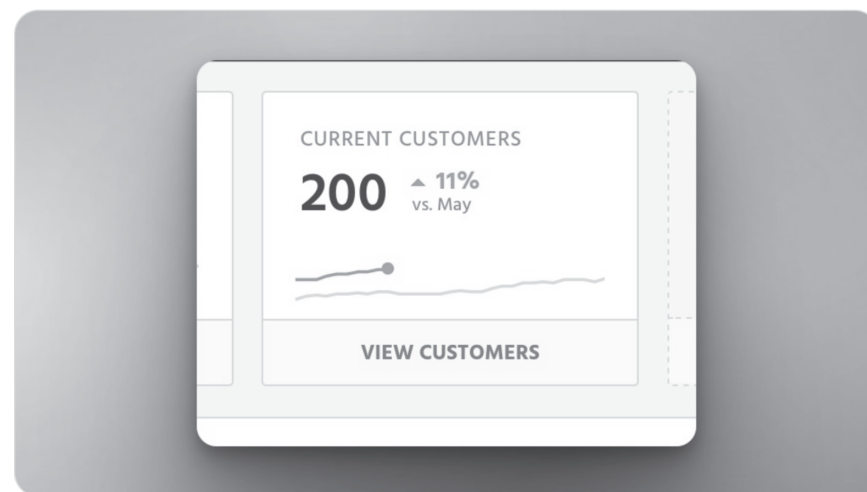 CURRENT CUSTOMERS
200
▲ 11%
vs. May
VIEW CUSTOMERS